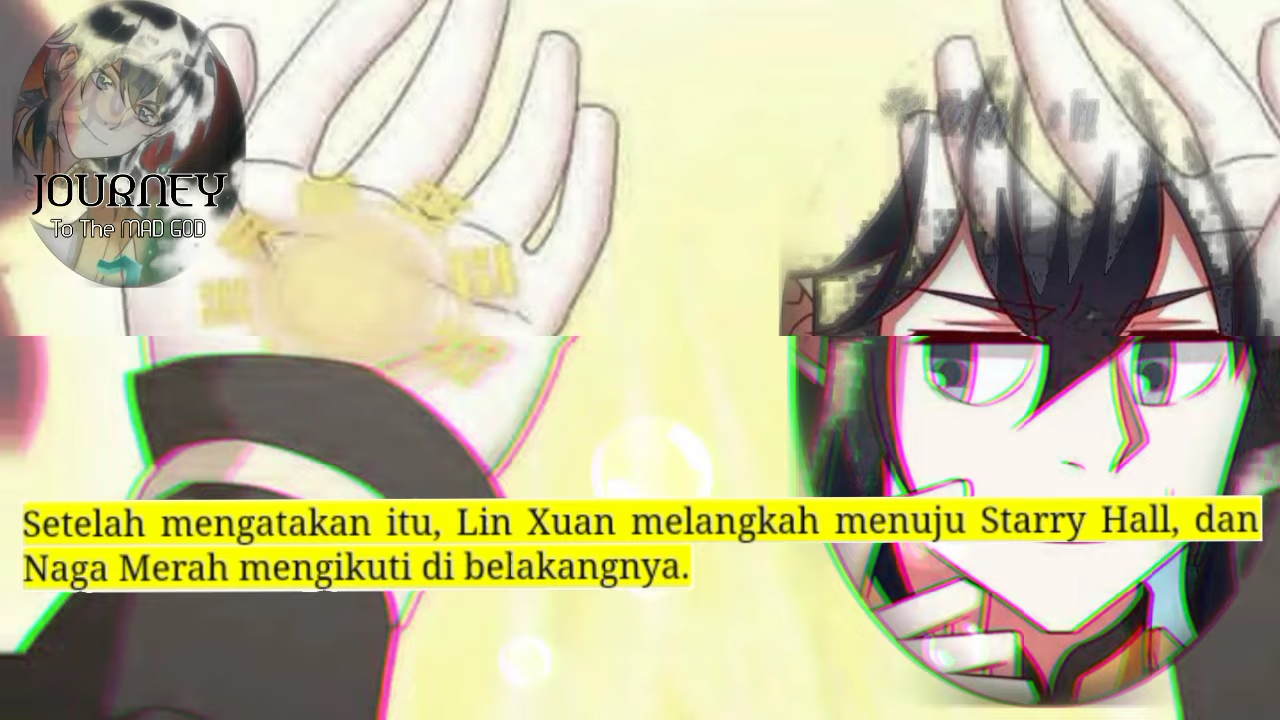 JOURNEY
To The MAD GOD
Setelah mengatakan itu, Lin Xuan melangkah menuju Starry Hall, dan
Naga Merah mengikuti di belakangnya.